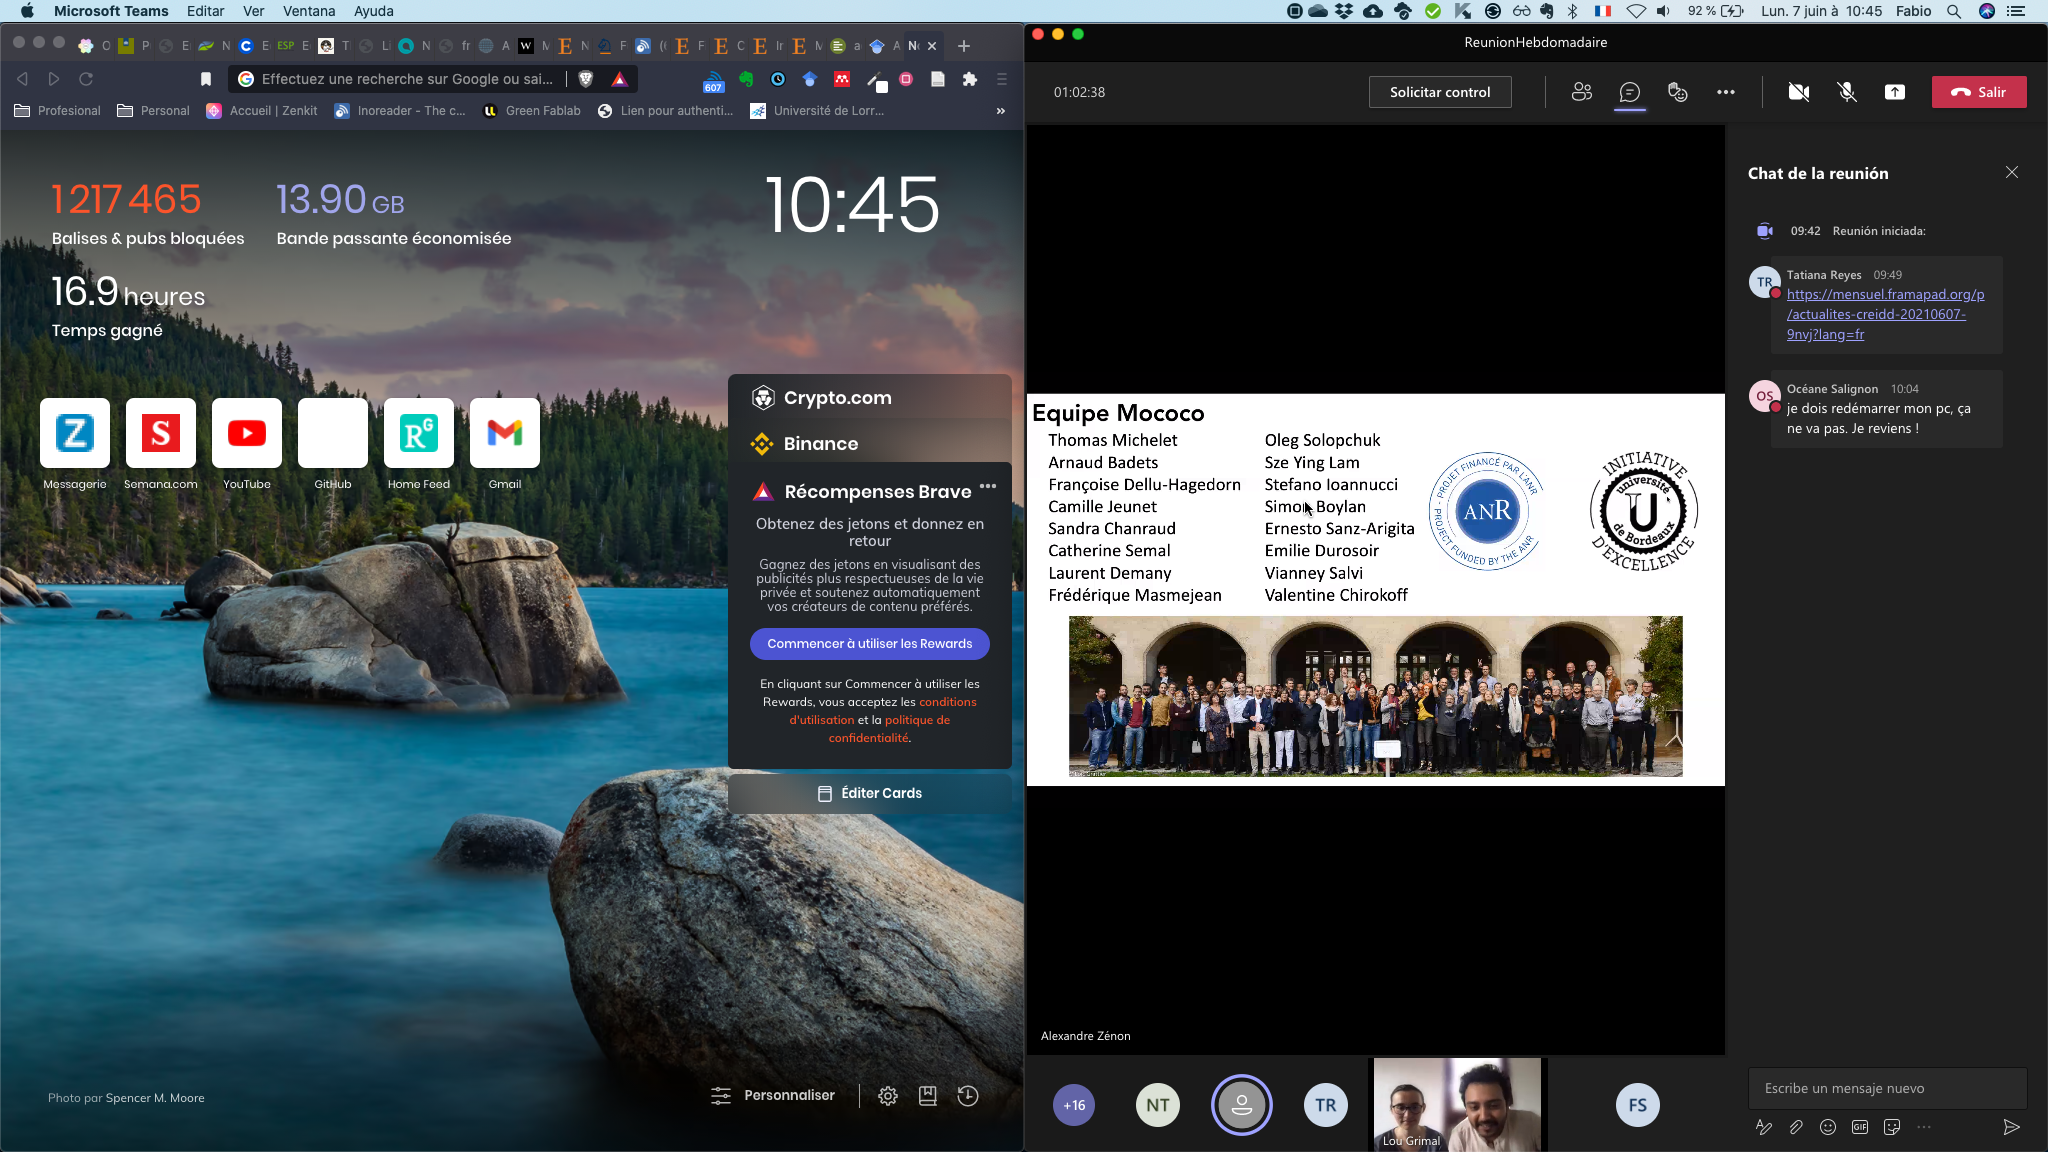 Microsoft Teams Editar Ver Ventana Ayuda
92 % Lun. 7 juin à 10:45 Fabio
ESP
Effectuez une recherche sur Google ou sai...
607
Profesional Personal Accueil | Zenkit Inoreader - The c... Green Fablab Lien pour authenti... Université de Lorr... »
1 217 465
Balises & pubs bloquées
13.90 GB
Bande passante économisée
10:45
16.9 heures
Temps gagné
Messagerie Semana.com YouTube GitHub Home Feed Gmail
Crypto.com
Binance
Récompenses Brave
Obtenez des jetons et donnez en
retour
Gagnez des jetons en visualisant des
publicités plus respectueuses de la vie
privée et soutenez automatiquement
vos créateurs de contenu préférés.
Commencer à utiliser les Rewards
En cliquant sur Commencer à utiliser les
Rewards, vous acceptez les conditions
d'utilisation et la politique de
confidentialité.
Éditer Cards
Photo par Spencer M. Moore
Personnaliser
ReunionHebdomadaire
01:02:38
Solicitar control
Salir
Equipe Mococo
Thomas Michelet
Arnaud Badets
Françoise Dellu-Hagedorn
Camille Jeunet
Sandra Chanraud
Catherine Semal
Laurent Demany
Frédérique Masmejean
Oleg Solopchuk
Sze Ying Lam
Stefano Ioannucci
Simon Boylan
Ernesto Sanz-Arigita
Emilie Durosoir
Vianney Salvi
Valentine Chirokoff
PROJET FINANCÉ PAR L'ANR
ANR
PROJECT FUNDED BY THE ANR
INITIATIVE
université
U
de Bordeaux
D'EXCELLENCE
Alexandre Zénon
+16
NT
TR
Lou Grimal
FS
Chat de la reunión
09:42 Reunión iniciada:
TR
Tatiana Reyes 09:49
https://mensuel.framapad.org/p
/actualites-creidd-20210607-
9nvj?lang=fr
OS
Océane Salignon 10:04
je dois redémarrer mon pc, ça
ne va pas. Je reviens !
Escribe un mensaje nuevo
GIF